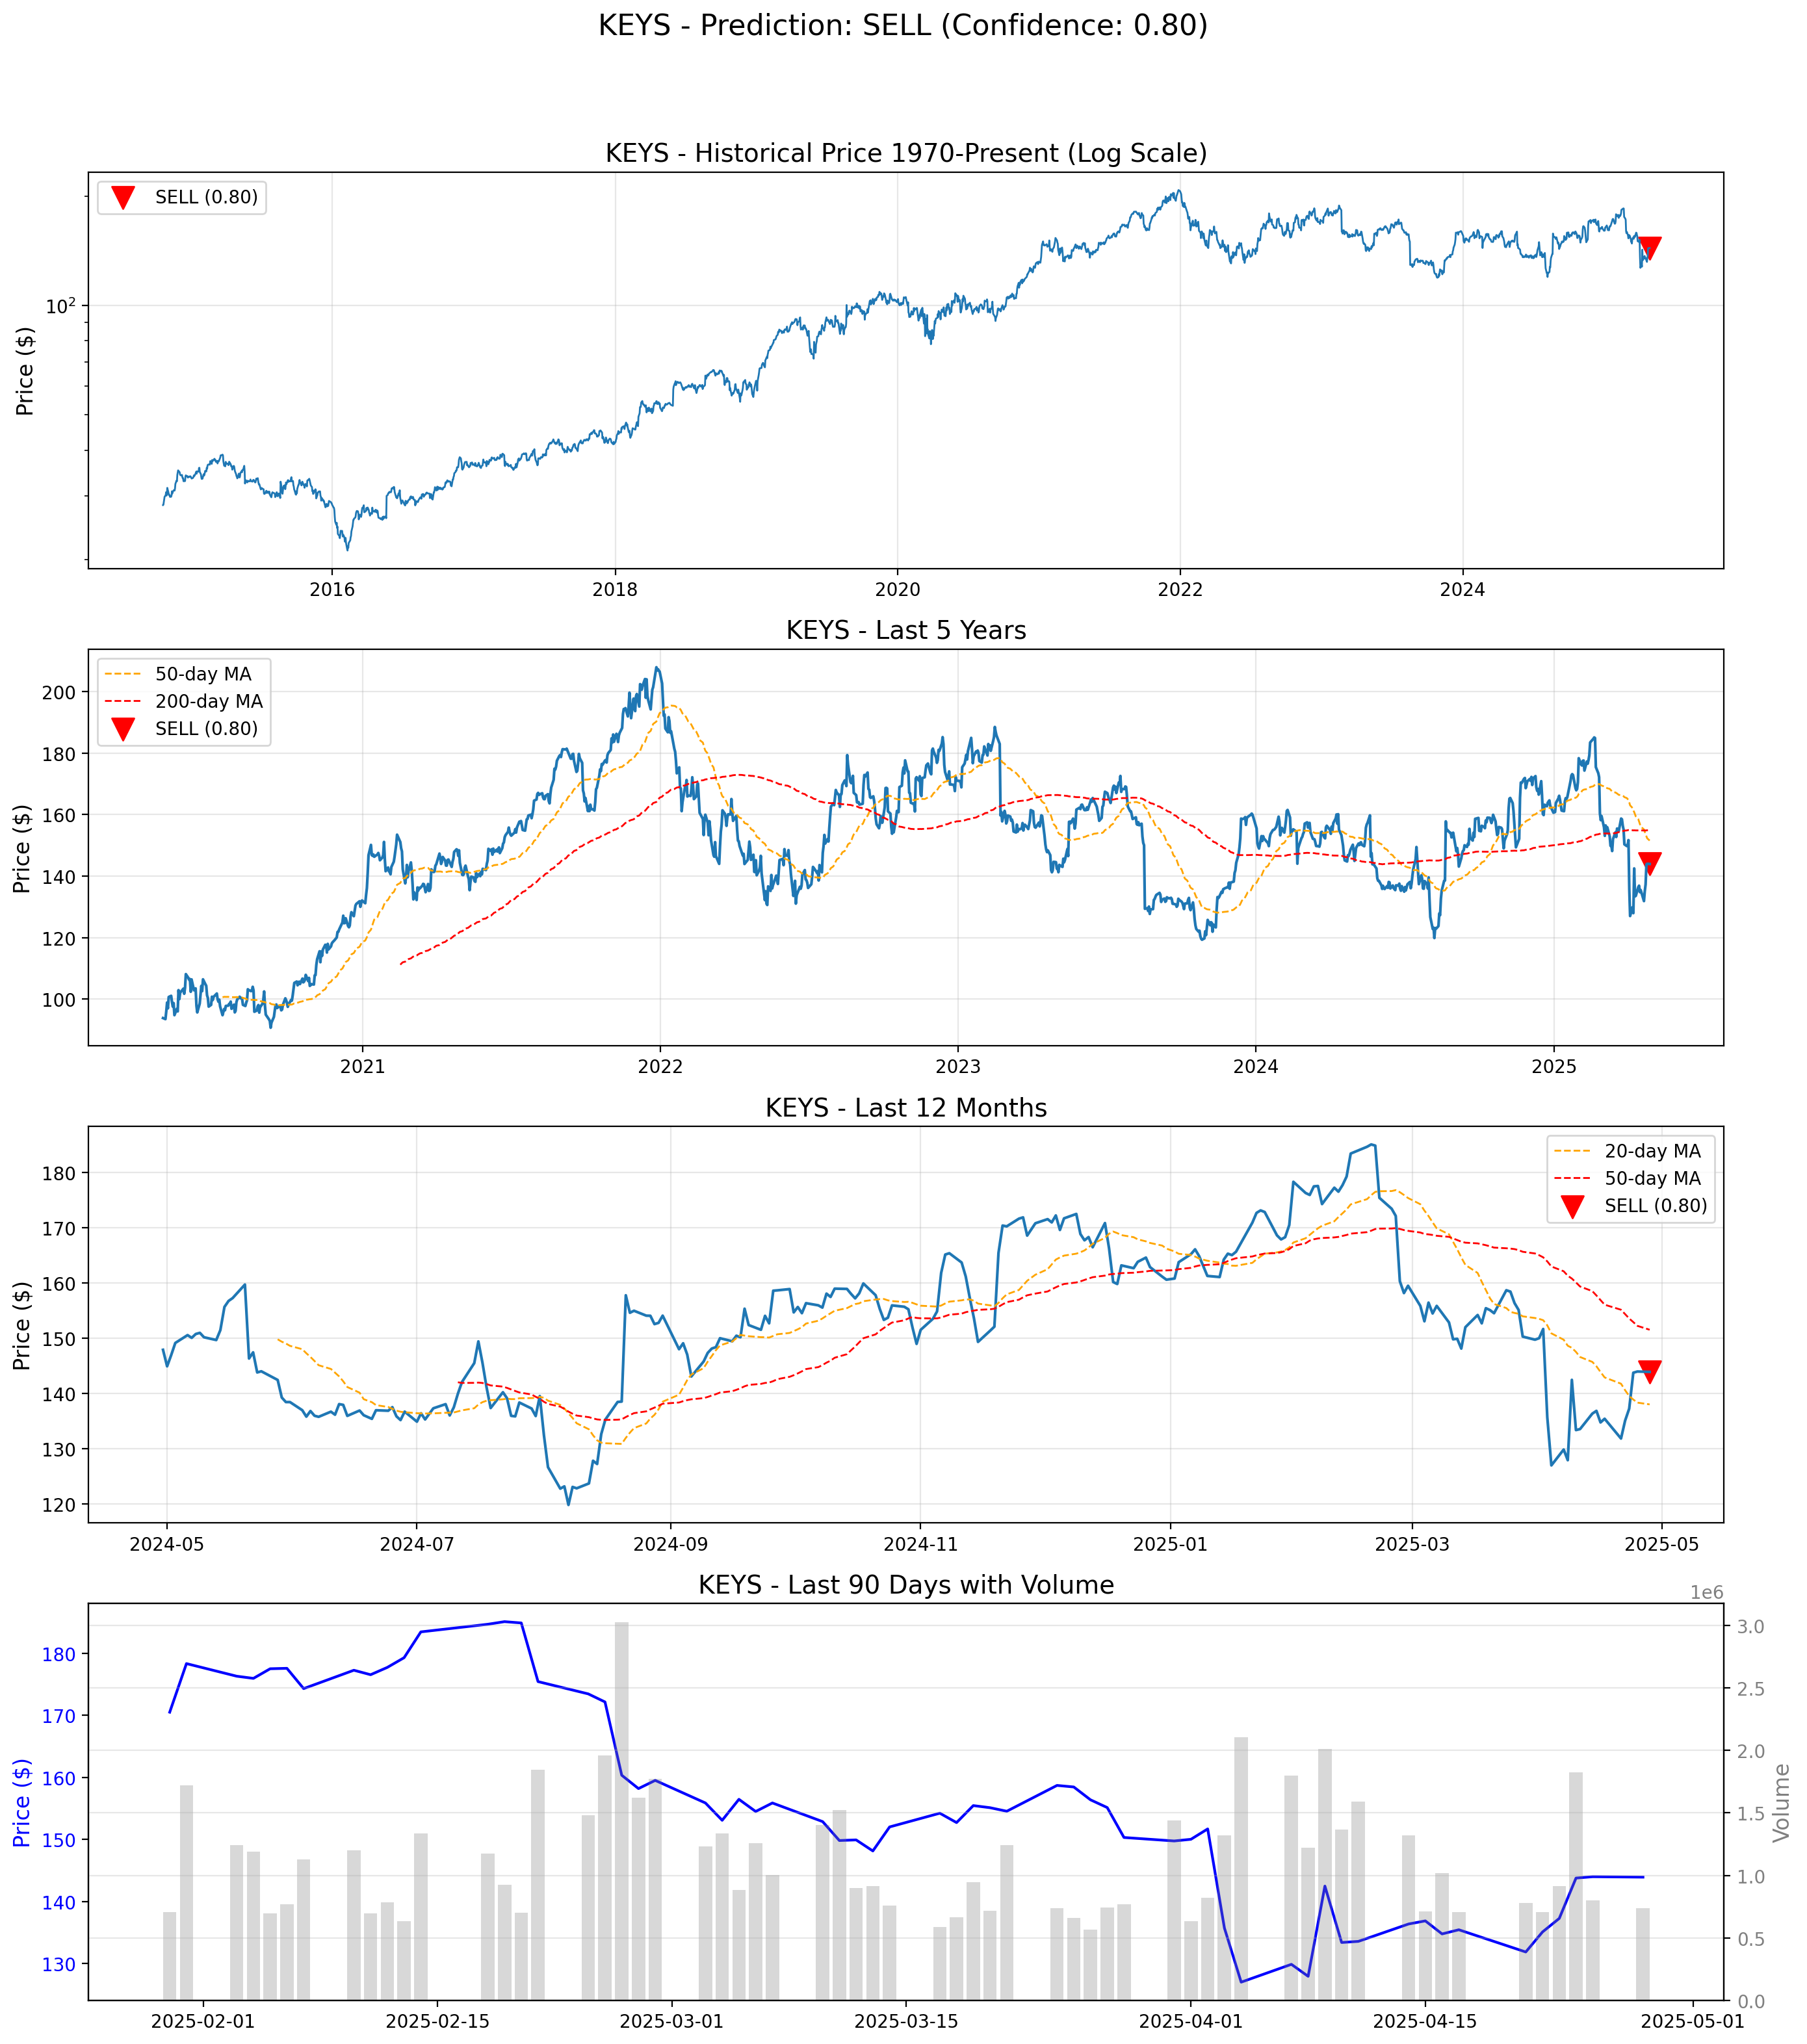 KEYS - Prediction: SELL (Confidence: 0.80)
KEYS - Historical Price 1970-Present (Log Scale)
SELL (0.80)
Price ($)
10²
2016 2018 2020 2022 2024
KEYS - Last 5 Years
50-day MA
200-day MA
SELL (0.80)
Price ($)
200
180
160
140
120
100
2021 2022 2023 2024 2025
KEYS - Last 12 Months
20-day MA
50-day MA
SELL (0.80)
Price ($)
180
170
160
150
140
130
120
2024-05 2024-07 2024-09 2024-11 2025-01 2025-03 2025-05
KEYS - Last 90 Days with Volume
1e6
Price ($)
180
170
160
150
140
130
3.0
2.5
2.0
1.5
1.0
0.5
0.0
Volume
2025-02-01 2025-02-15 2025-03-01 2025-03-15 2025-04-01 2025-04-15 2025-05-01